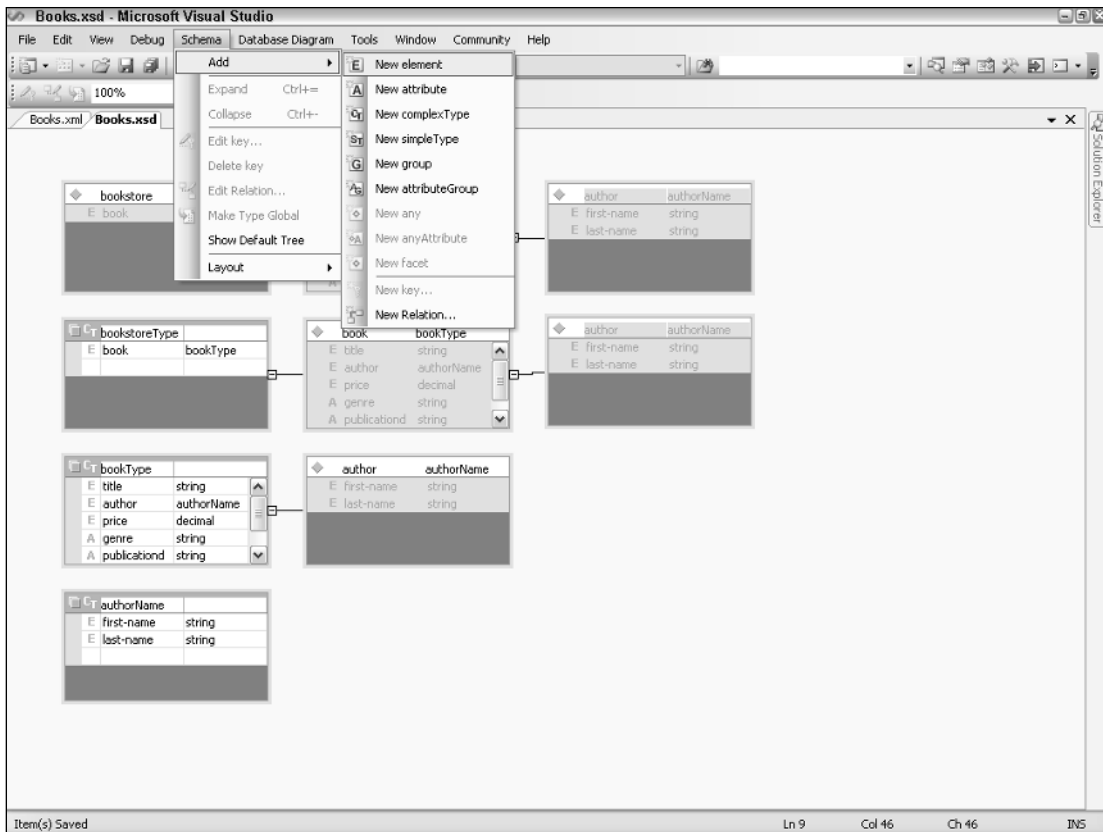 Books.xsd - Microsoft Visual Studio
File Edit View Debug Schema Database Diagram Tools Window Community Help
Add
E New element
Expand Ctrl+=
A New attribute
Collapse Ctrl+-
CT New complexType
Edit key...
ST New simpleType
Delete key
G New group
Edit Relation...
AG New attributeGroup
Make Type Global
New any
Show Default Tree
New anyAttribute
Layout
New facet
New key...
New Relation...
100%
Books.xml Books.xsd
Solution Explorer
bookstore
E book
author authorName
E first-name string
E last-name string
CT bookstoreType
E book bookType
book bookType
E title string
E author authorName
E price decimal
A genre string
A publicationd string
author authorName
E first-name string
E last-name string
CT bookType
E title string
E author authorName
E price decimal
A genre string
A publicationd string
author authorName
E first-name string
E last-name string
CT authorName
E first-name string
E last-name string
Item(s) Saved Ln 9 Col 46 Ch 46 INS